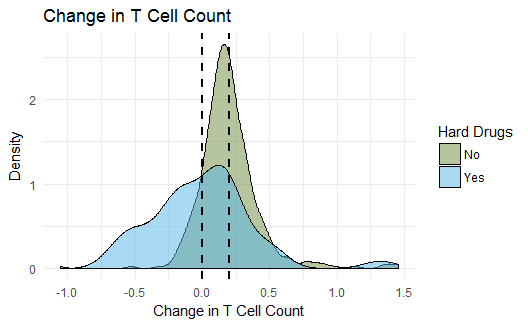 Change in T Cell Count
Density
2
1
0
-1.0 -0.5 0.0 0.5 1.0 1.5
Change in T Cell Count
Hard Drugs
No
Yes